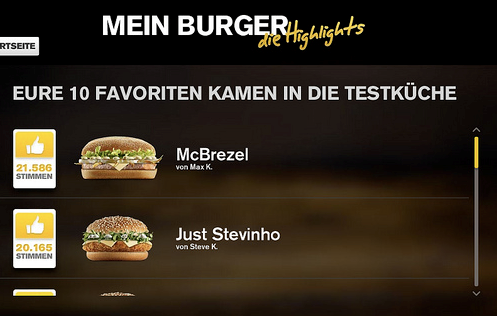 MEIN BURGER
die Highlights
RTSEITE
EURE 10 FAVORITEN KAMEN IN DIE TESTKÜCHE
21.586
STIMMEN
McBrezel
von Max K.
20.165
STIMMEN
Just Stevinho
von Steve K.